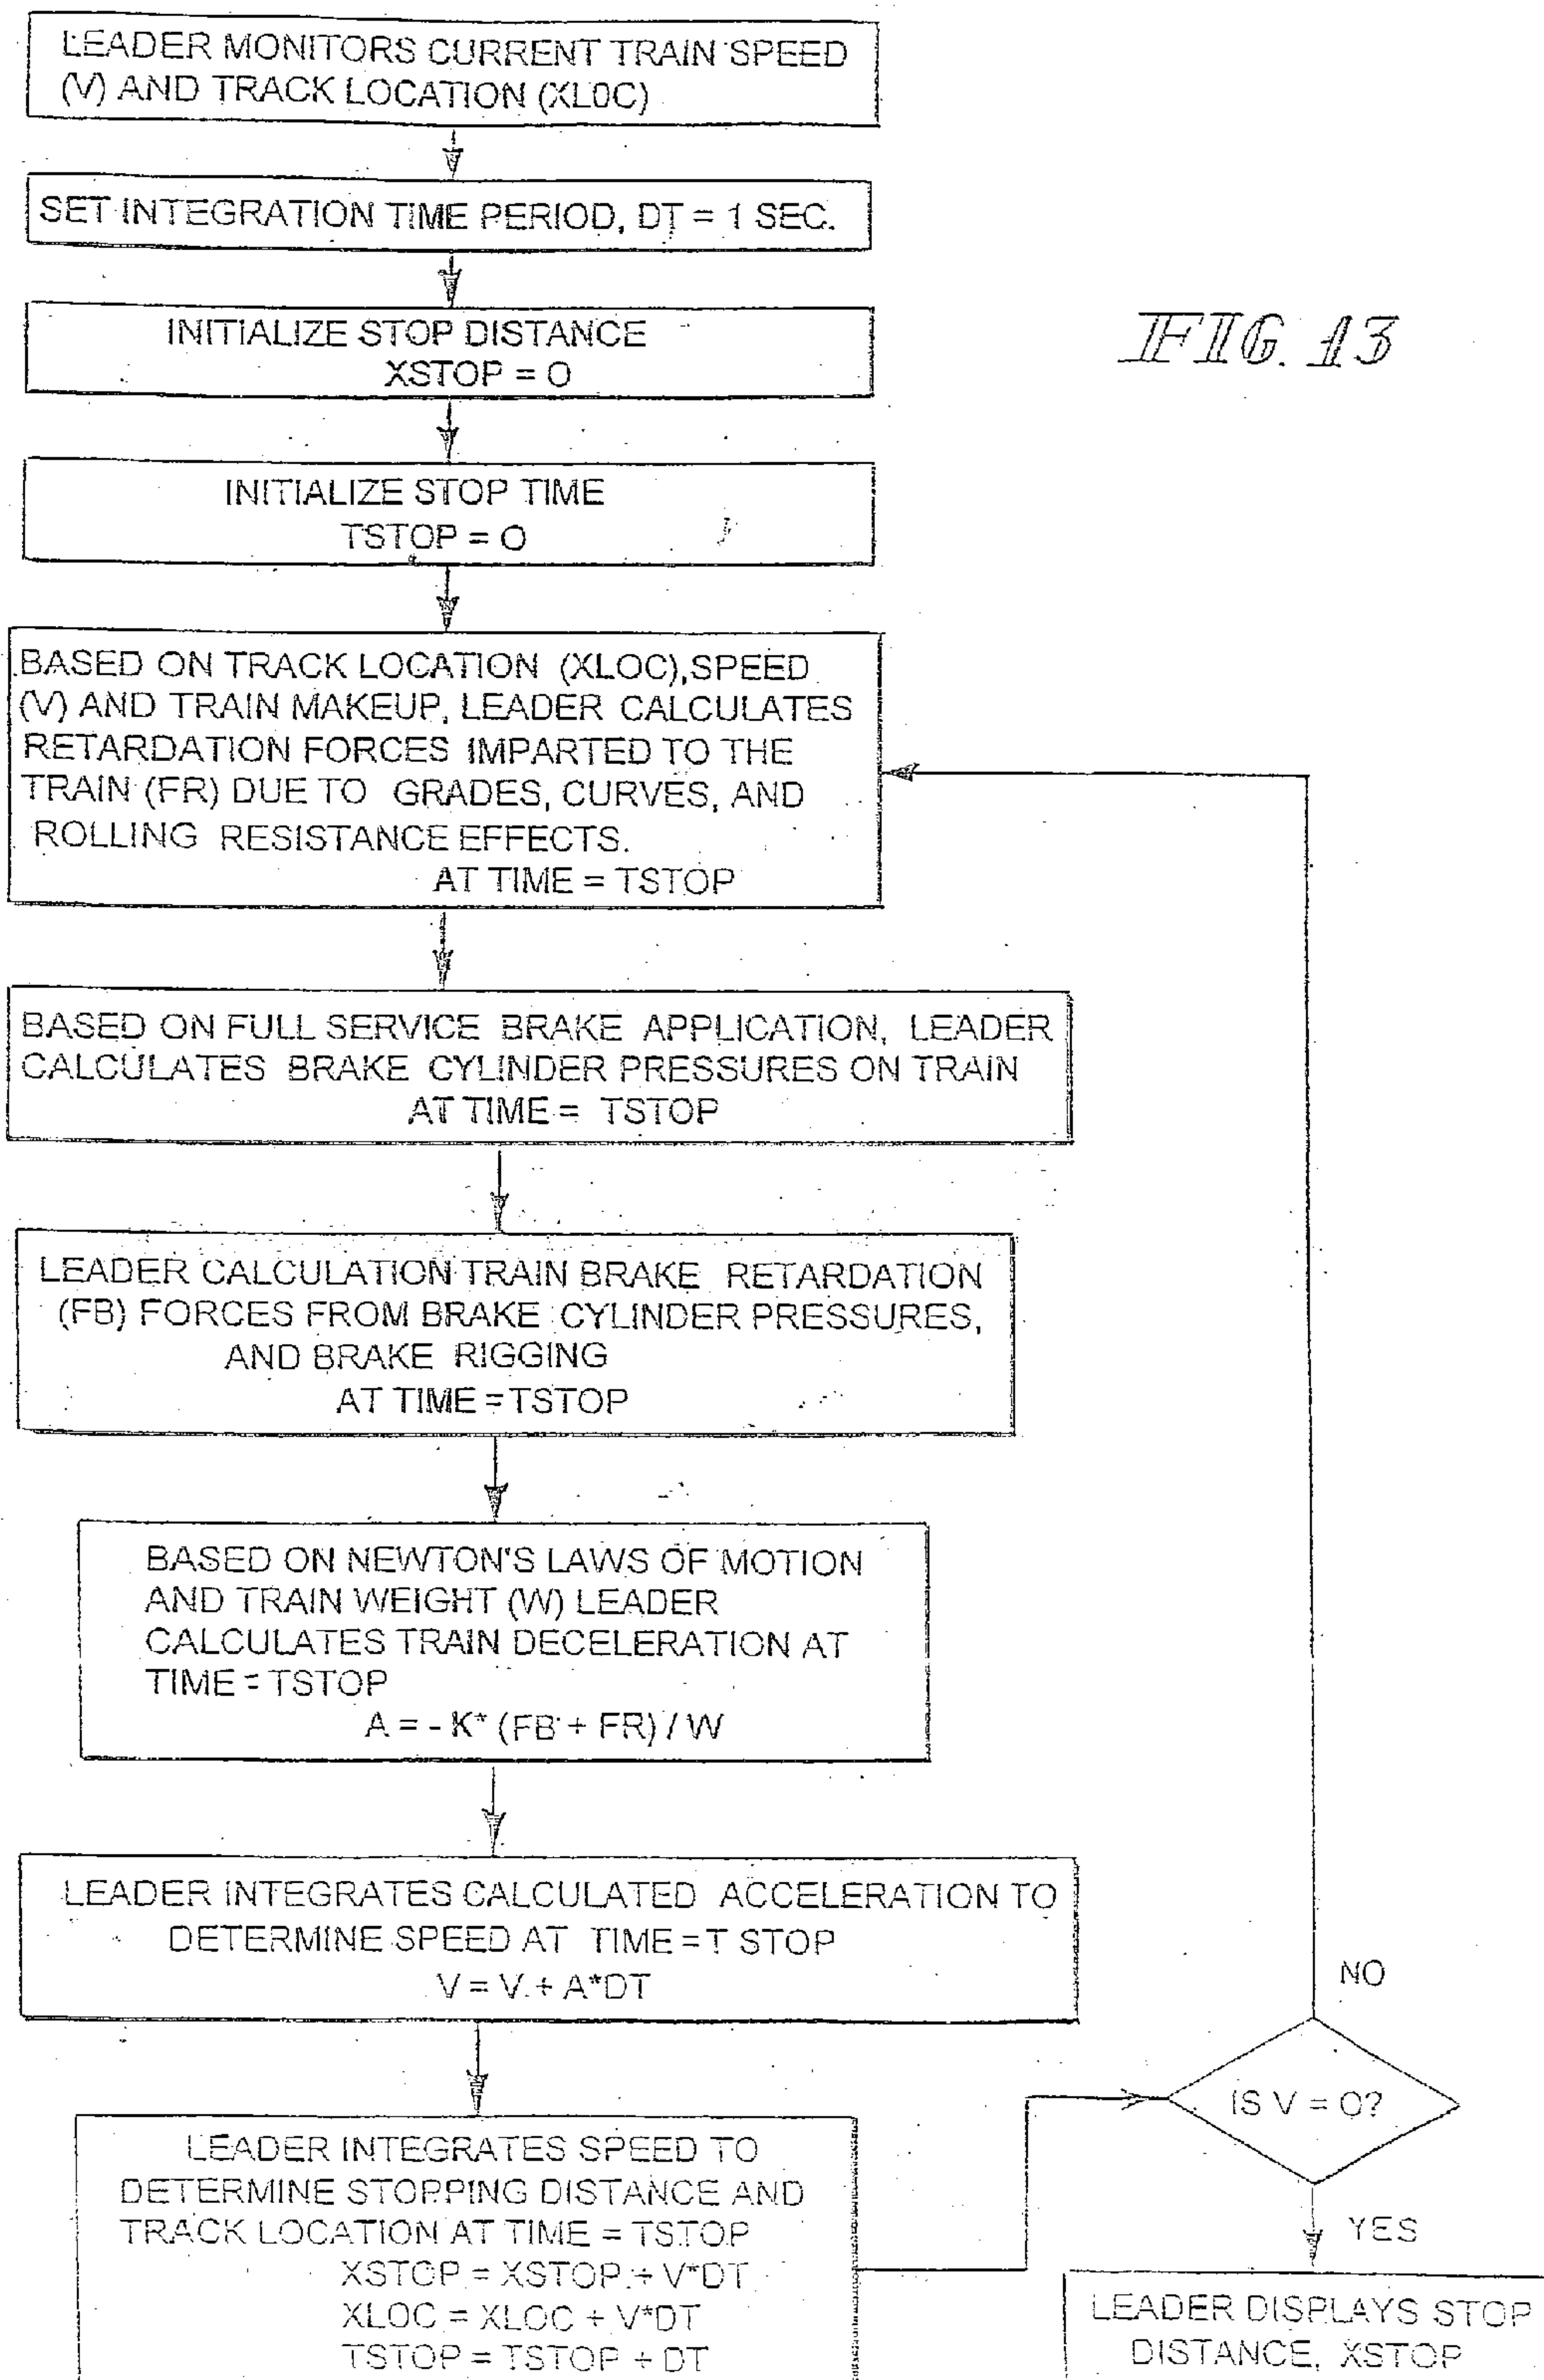 LEADER MONITORS CURRENT TRAIN SPEED
(V) AND TRACK LOCATION (XLOC)
SET INTEGRATION TIME PERIOD, DT = 1 SEC.
INITIALIZE STOP DISTANCE
XSTOP = 0
FIG. 13
INITIALIZE STOP TIME
TSTOP = 0
BASED ON TRACK LOCATION (XLOC), SPEED
(V) AND TRAIN MAKEUP, LEADER CALCULATES
RETARDATION FORCES IMPARTED TO THE
TRAIN (FR) DUE TO GRADES, CURVES, AND
ROLLING RESISTANCE EFFECTS.
AT TIME = TSTOP
BASED ON FULL SERVICE BRAKE APPLICATION, LEADER
CALCULATES BRAKE CYLINDER PRESSURES ON TRAIN
AT TIME = TSTOP
LEADER CALCULATION TRAIN BRAKE RETARDATION
(FB) FORCES FROM BRAKE CYLINDER PRESSURES,
AND BRAKE RIGGING
AT TIME = TSTOP
BASED ON NEWTON'S LAWS OF MOTION
AND TRAIN WEIGHT (W) LEADER
CALCULATES TRAIN DECELERATION AT
TIME = TSTOP
A = - K* (FB + FR) / W
LEADER INTEGRATES CALCULATED ACCELERATION TO
DETERMINE SPEED AT TIME = T STOP
V = V + A*DT
NO
IS V = 0?
YES
LEADER INTEGRATES SPEED TO
DETERMINE STOPPING DISTANCE AND
TRACK LOCATION AT TIME = TSTOP
XSTOP = XSTOP + V*DT
XLOC = XLOC + V*DT
TSTOP = TSTOP + DT
LEADER DISPLAYS STOP
DISTANCE, XSTOP